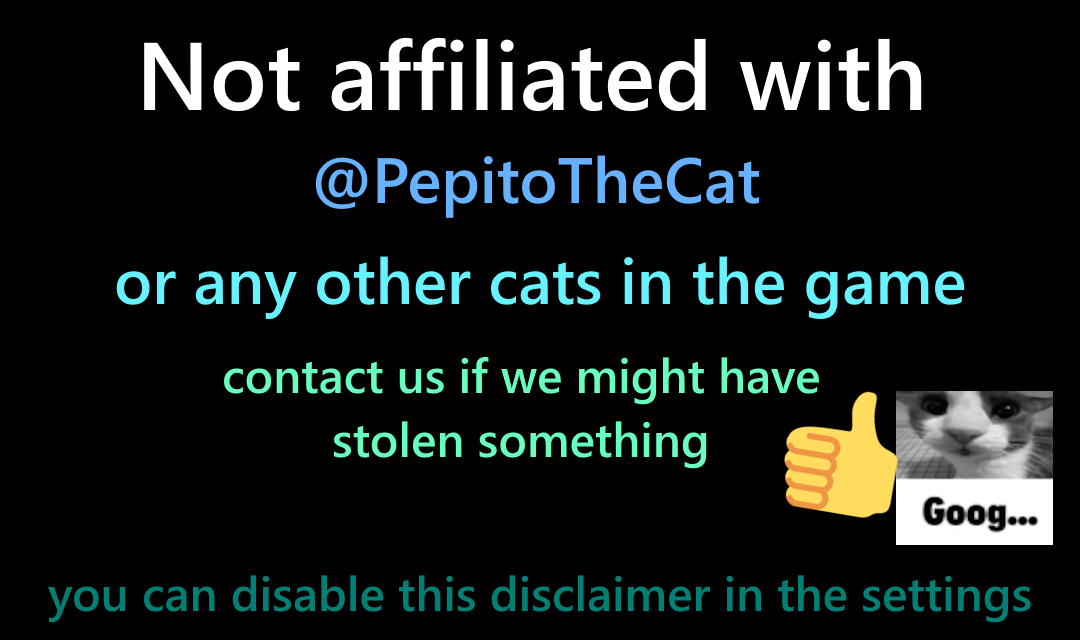 Not affiliated with
@PepitoTheCat
or any other cats in the game
contact us if we might have
stolen something
Goog...
you can disable this disclaimer in the settings